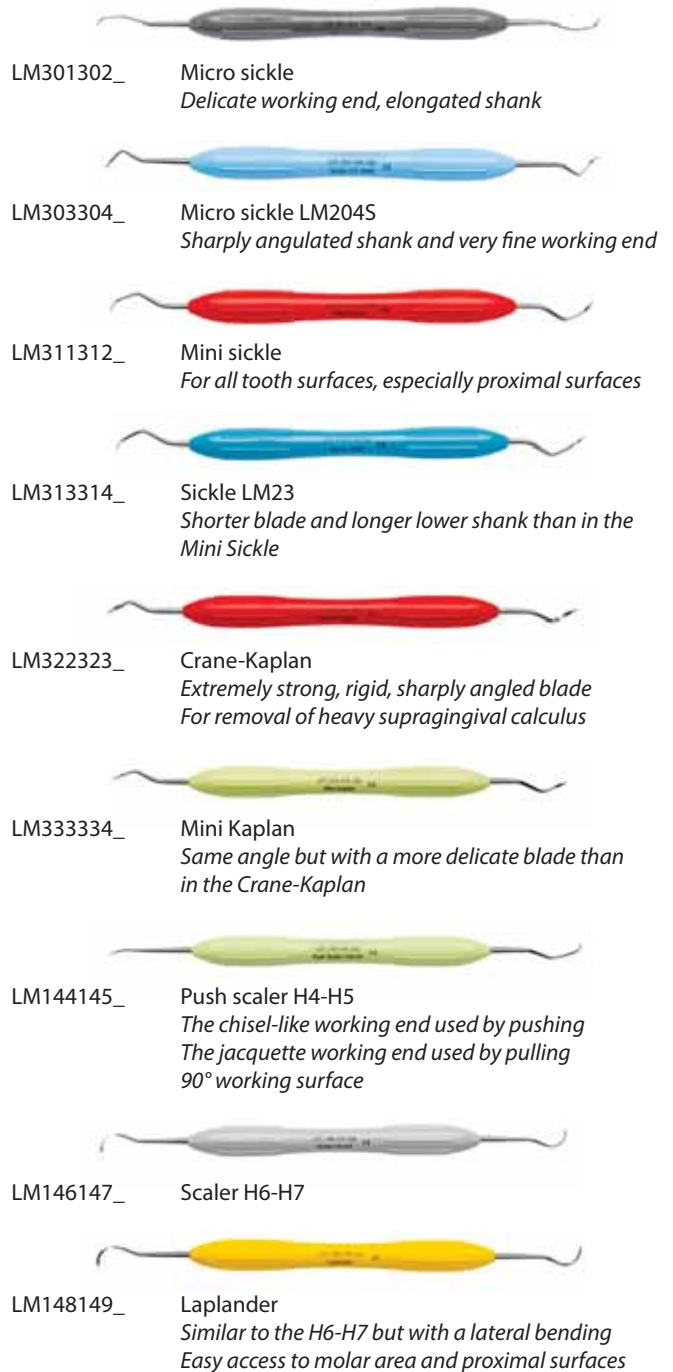 LM301302_ Micro sickle
Delicate working end, elongated shank
LM303304_ Micro sickle LM204S
Sharply angulated shank and very fine working end
LM311312_ Mini sickle
For all tooth surfaces, especially proximal surfaces
LM313314_ Sickle LM23
Shorter blade and longer lower shank than in the
Mini Sickle
LM322323_ Crane-Kaplan
Extremely strong, rigid, sharply angled blade
For removal of heavy supragingival calculus
LM333334_ Mini Kaplan
Same angle but with a more delicate blade than
in the Crane-Kaplan
LM144145_ Push scaler H4-H5
The chisel-like working end used by pushing
The jacquette working end used by pulling
90° working surface
LM146147_ Scaler H6-H7
LM148149_ Laplander
Similar to the H6-H7 but with a lateral bending
Easy access to molar area and proximal surfaces